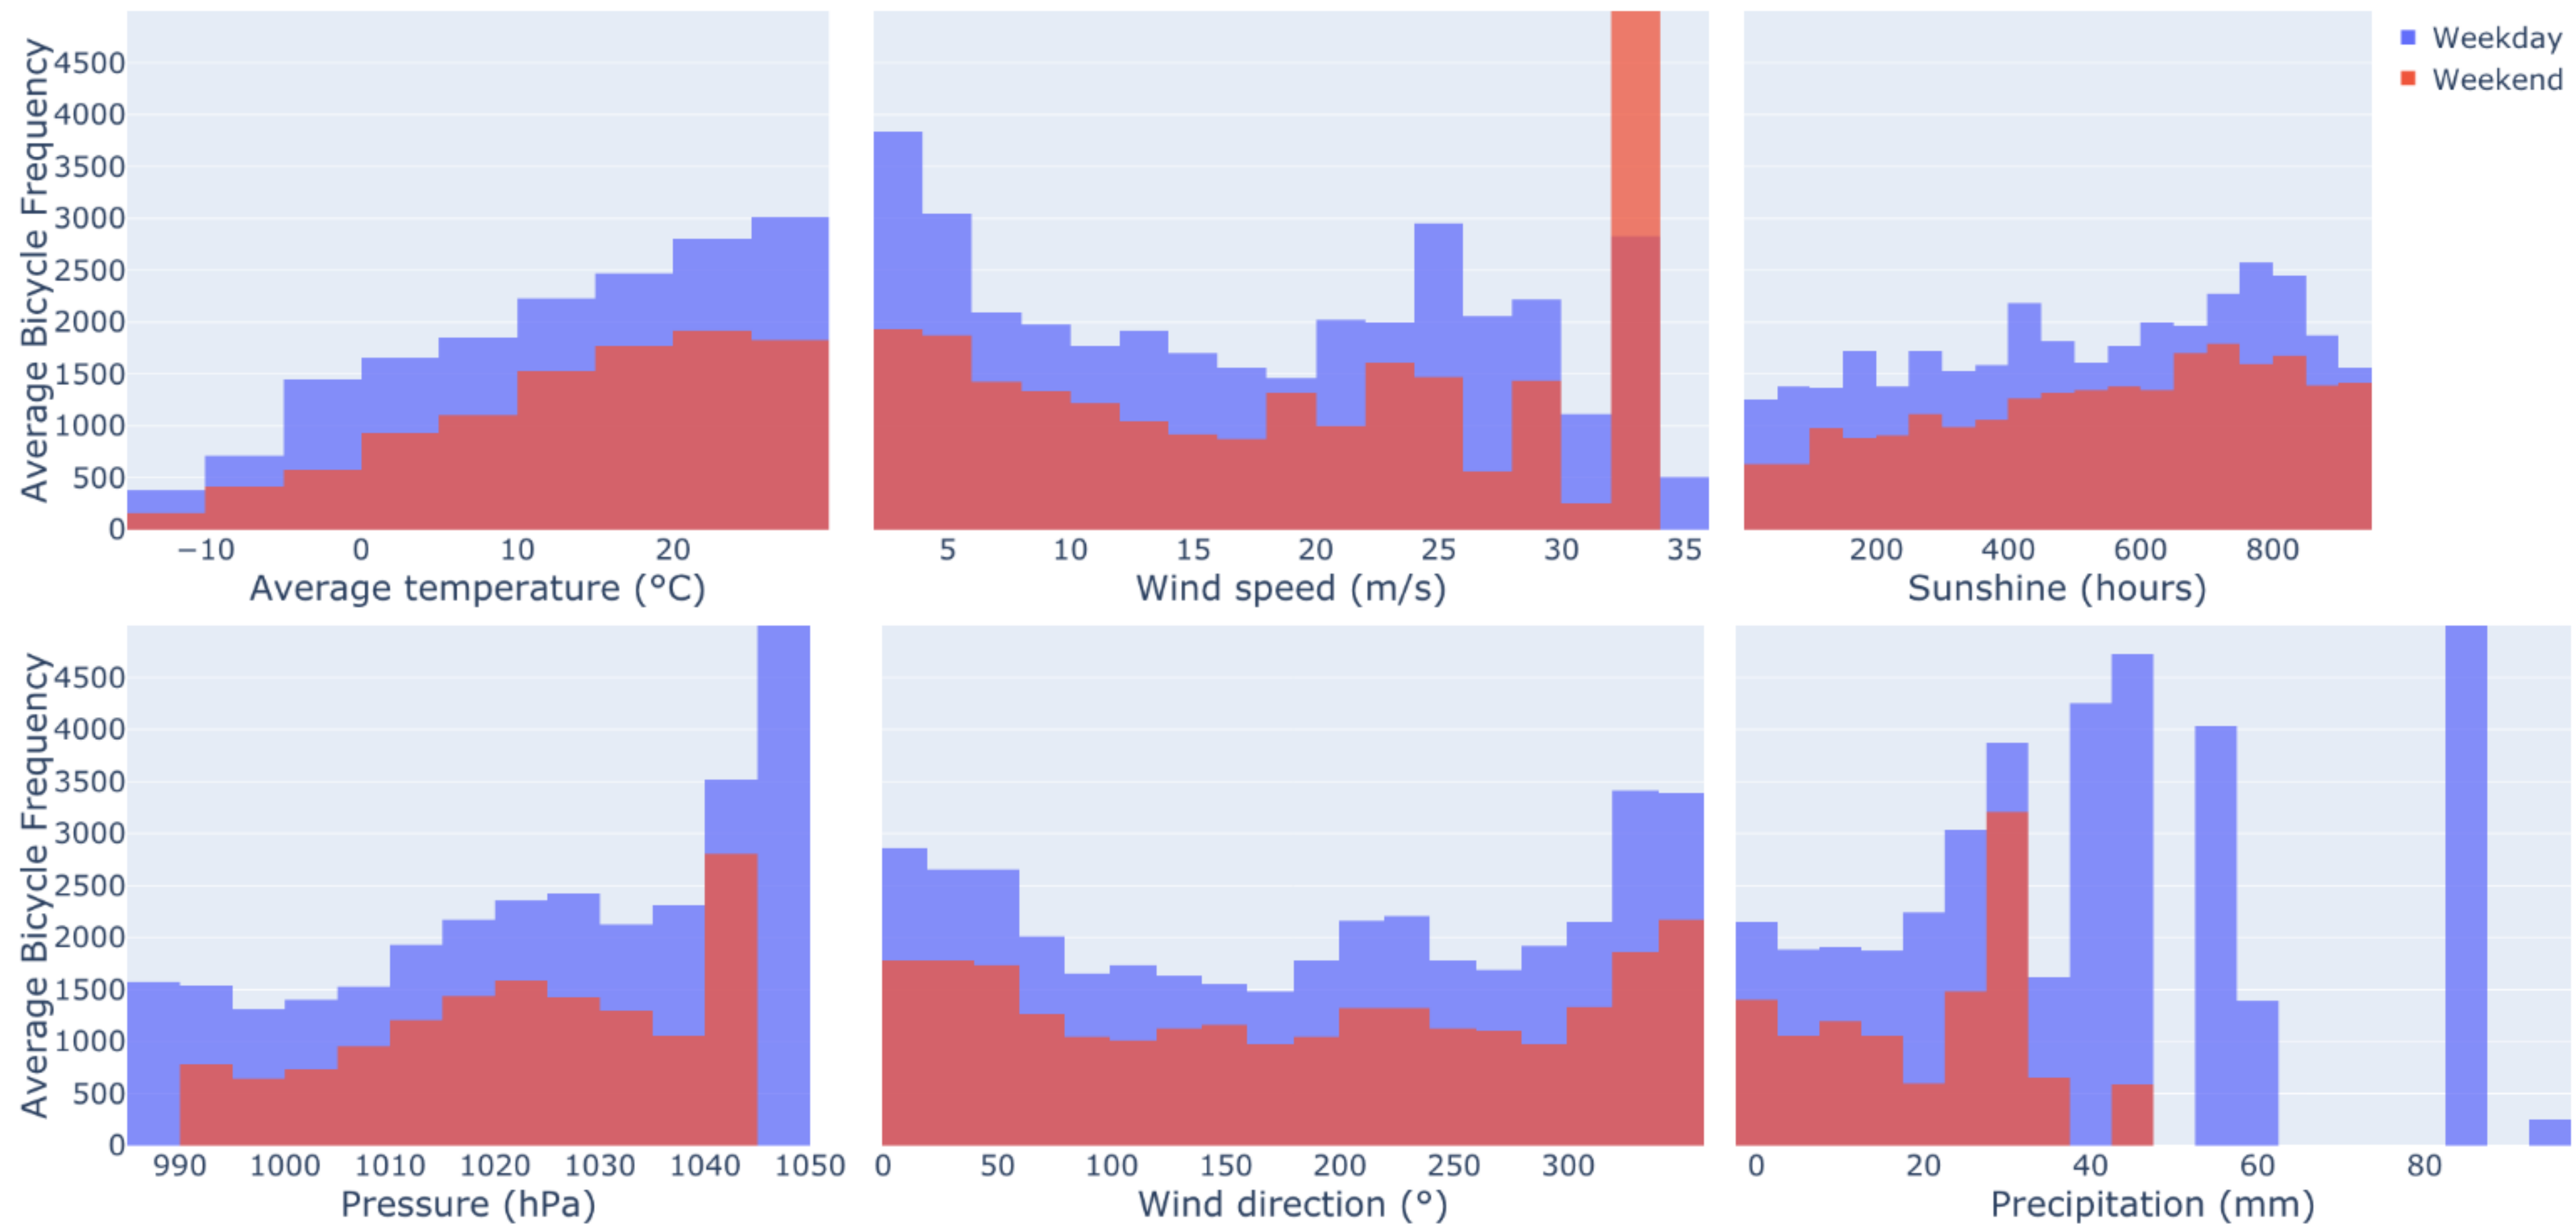 Average Bicycle Frequency
4500
4000
3500
3000
2500
2000
1500
1000
500
0
−10 0 10 20
Average temperature (°C)
5 10 15 20 25 30 35
Wind speed (m/s)
200 400 600 800
Sunshine (hours)
Weekday
Weekend
Average Bicycle Frequency
4500
4000
3500
3000
2500
2000
1500
1000
500
0
990 1000 1010 1020 1030 1040 1050
Pressure (hPa)
0 50 100 150 200 250 300
Wind direction (°)
0 20 40 60 80
Precipitation (mm)